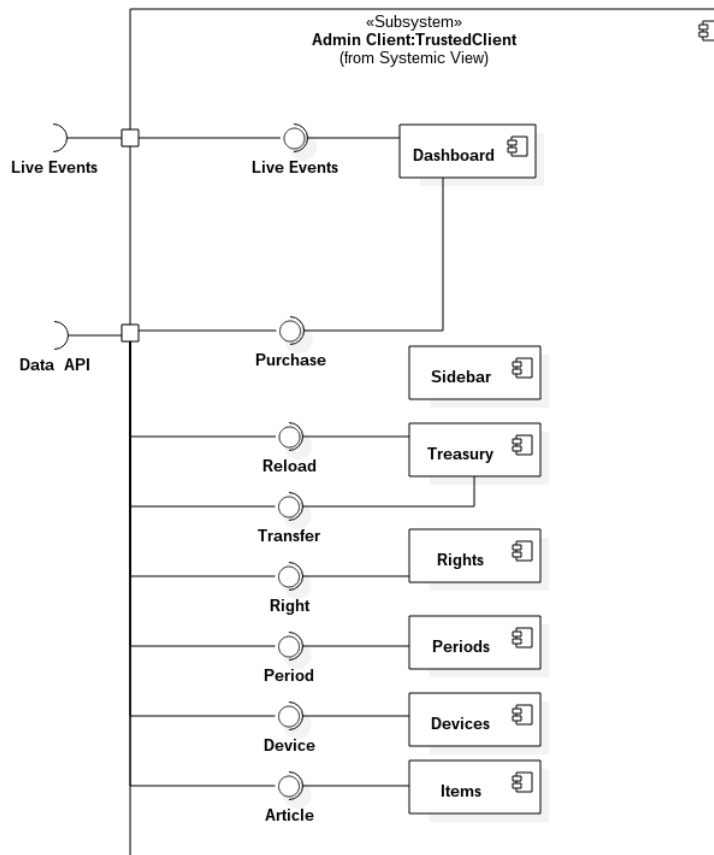 «Subsystem»
Admin Client:TrustedClient
(from Systemic View)
Live Events
Live Events
Dashboard
Data API
Purchase
Sidebar
Reload
Treasury
Transfer
Right
Rights
Period
Periods
Device
Devices
Article
Items